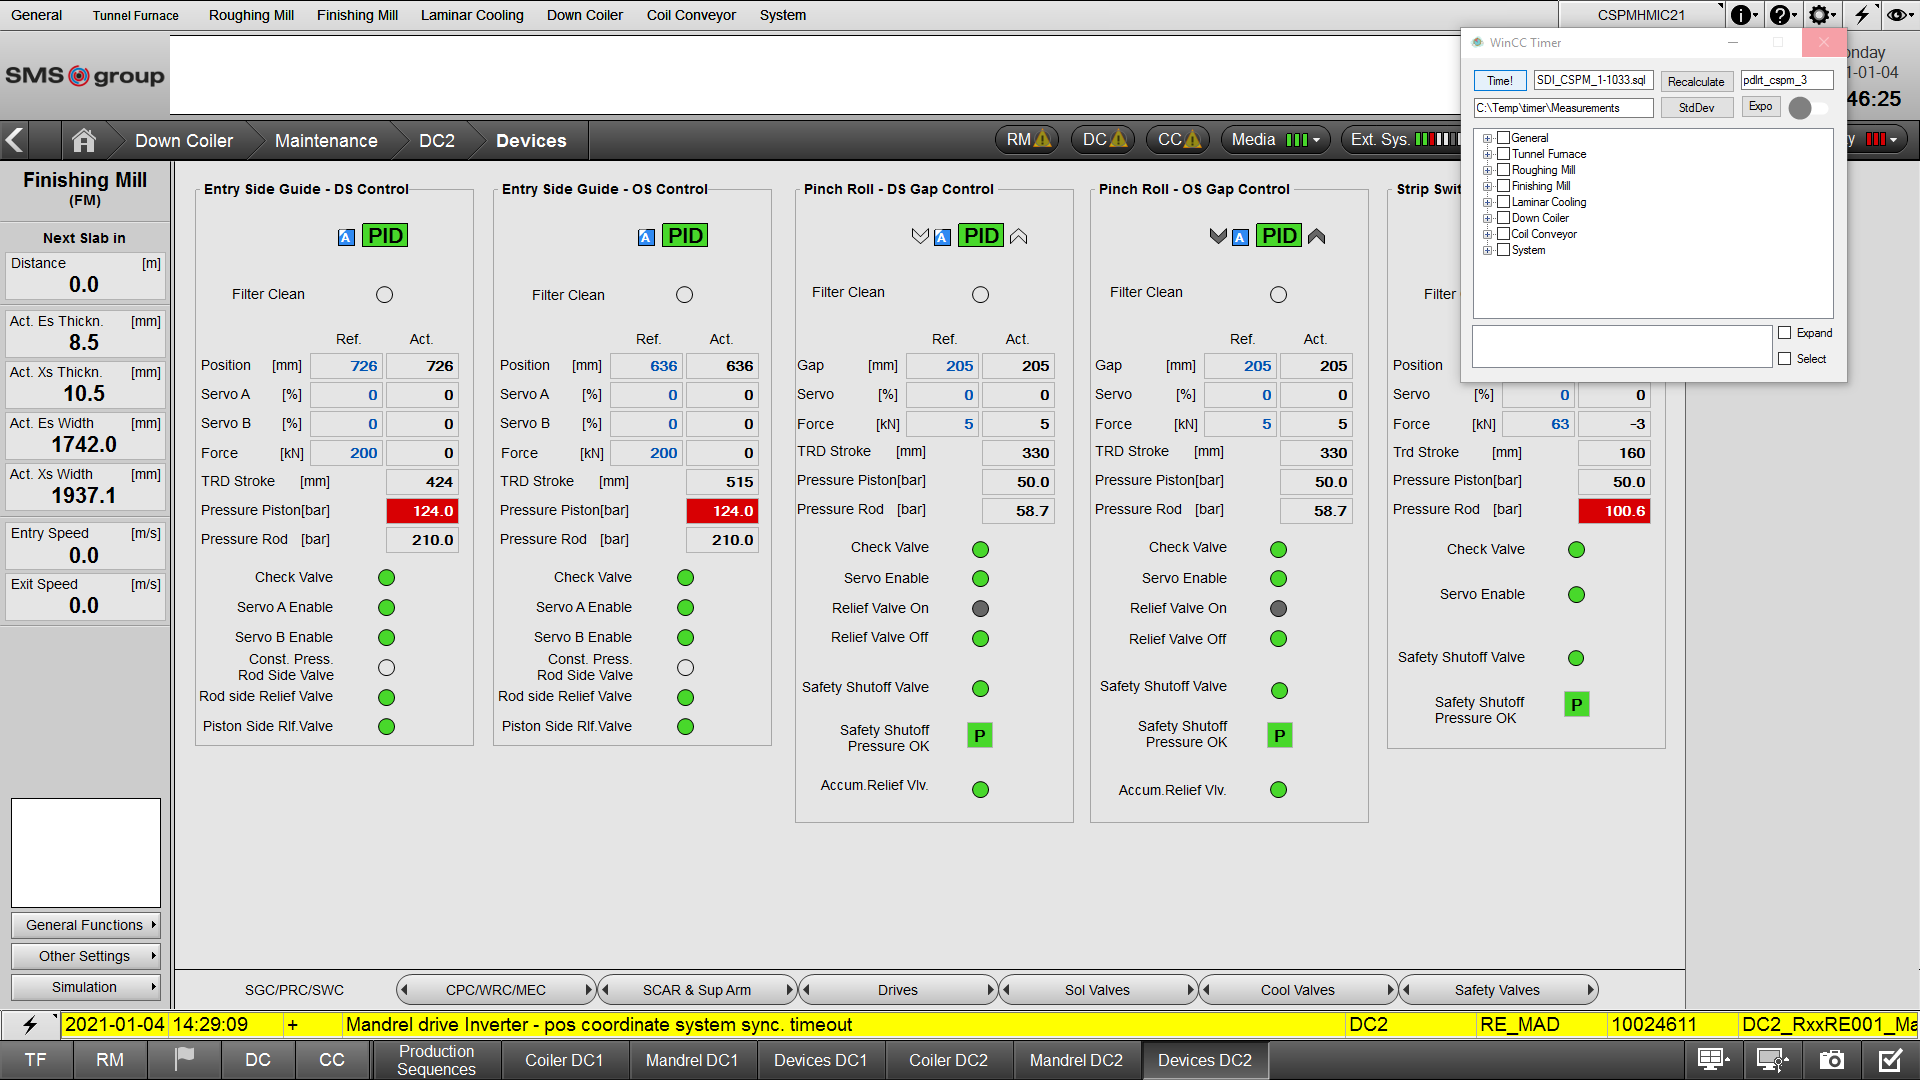 General Tunnel Furnace Roughing Mill Finishing Mill Laminar Cooling Down Coiler Coil Conveyor System CSPMHMIC21
SMS group
WinCC Timer
Time! SDI_CSPM_1-1033.sql Recalculate pdlrt_cspm_3
C:\Temp\timer\Measurements StdDev Expo
General
Tunnel Furnace
Roughing Mill
Finishing Mill
Laminar Cooling
Down Coiler
Coil Conveyor
System
Expand
Select
46:25
Down Coiler Maintenance DC2 Devices RM DC CC Media Ext. Sys.
Finishing Mill
(FM)
Next Slab in
Distance [m]
0.0
Act. Es Thickn. [mm]
8.5
Act. Xs Thickn. [mm]
10.5
Act. Es Width [mm]
1742.0
Act. Xs Width [mm]
1937.1
Entry Speed [m/s]
0.0
Exit Speed [m/s]
0.0
General Functions
Other Settings
Simulation
Entry Side Guide - DS Control
A PID
Filter Clean
Ref. Act.
Position [mm] 726 726
Servo A [%] 0 0
Servo B [%] 0 0
Force [kN] 200 0
TRD Stroke [mm] 424
Pressure Piston[bar] 124.0
Pressure Rod [bar] 210.0
Check Valve
Servo A Enable
Servo B Enable
Const. Press.
Rod Side Valve
Rod side Relief Valve
Piston Side Rlf.Valve
Entry Side Guide - OS Control
A PID
Filter Clean
Ref. Act.
Position [mm] 636 636
Servo A [%] 0 0
Servo B [%] 0 0
Force [kN] 200 0
TRD Stroke [mm] 515
Pressure Piston[bar] 124.0
Pressure Rod [bar] 210.0
Check Valve
Servo A Enable
Servo B Enable
Const. Press.
Rod Side Valve
Rod side Relief Valve
Piston Side Rlf.Valve
Pinch Roll - DS Gap Control
A PID
Filter Clean
Ref. Act.
Gap [mm] 205 205
Servo [%] 0 0
Force [kN] 5 5
TRD Stroke [mm] 330
Pressure Piston[bar] 50.0
Pressure Rod [bar] 58.7
Check Valve
Servo Enable
Relief Valve On
Relief Valve Off
Safety Shutoff Valve
Safety Shutoff
Pressure OK P
Accum.Relief Vlv.
Pinch Roll - OS Gap Control
A PID
Filter Clean
Ref. Act.
Gap [mm] 205 205
Servo [%] 0 0
Force [kN] 5 5
TRD Stroke [mm] 330
Pressure Piston[bar] 50.0
Pressure Rod [bar] 58.7
Check Valve
Servo Enable
Relief Valve On
Relief Valve Off
Safety Shutoff Valve
Safety Shutoff
Pressure OK P
Accum.Relief Vlv.
Strip
Filter
Position
Servo [%] 0 0
Force [kN] 63 -3
Trd Stroke [mm] 160
Pressure Piston[bar] 50.0
Pressure Rod [bar] 100.6
Check Valve
Servo Enable
Safety Shutoff Valve
Safety Shutoff
Pressure OK P
SGC/PRC/SWC CPC/WRC/MEC SCAR & Sup Arm Drives Sol Valves Cool Valves Safety Valves
2021-01-04 14:29:09 + Mandrel drive Inverter - pos coordinate system sync. timeout DC2 RE_MAD 10024611 DC2_RxxRE001_Ma
TF RM DC CC Production Sequences Coiler DC1 Mandrel DC1 Devices DC1 Coiler DC2 Mandrel DC2 Devices DC2